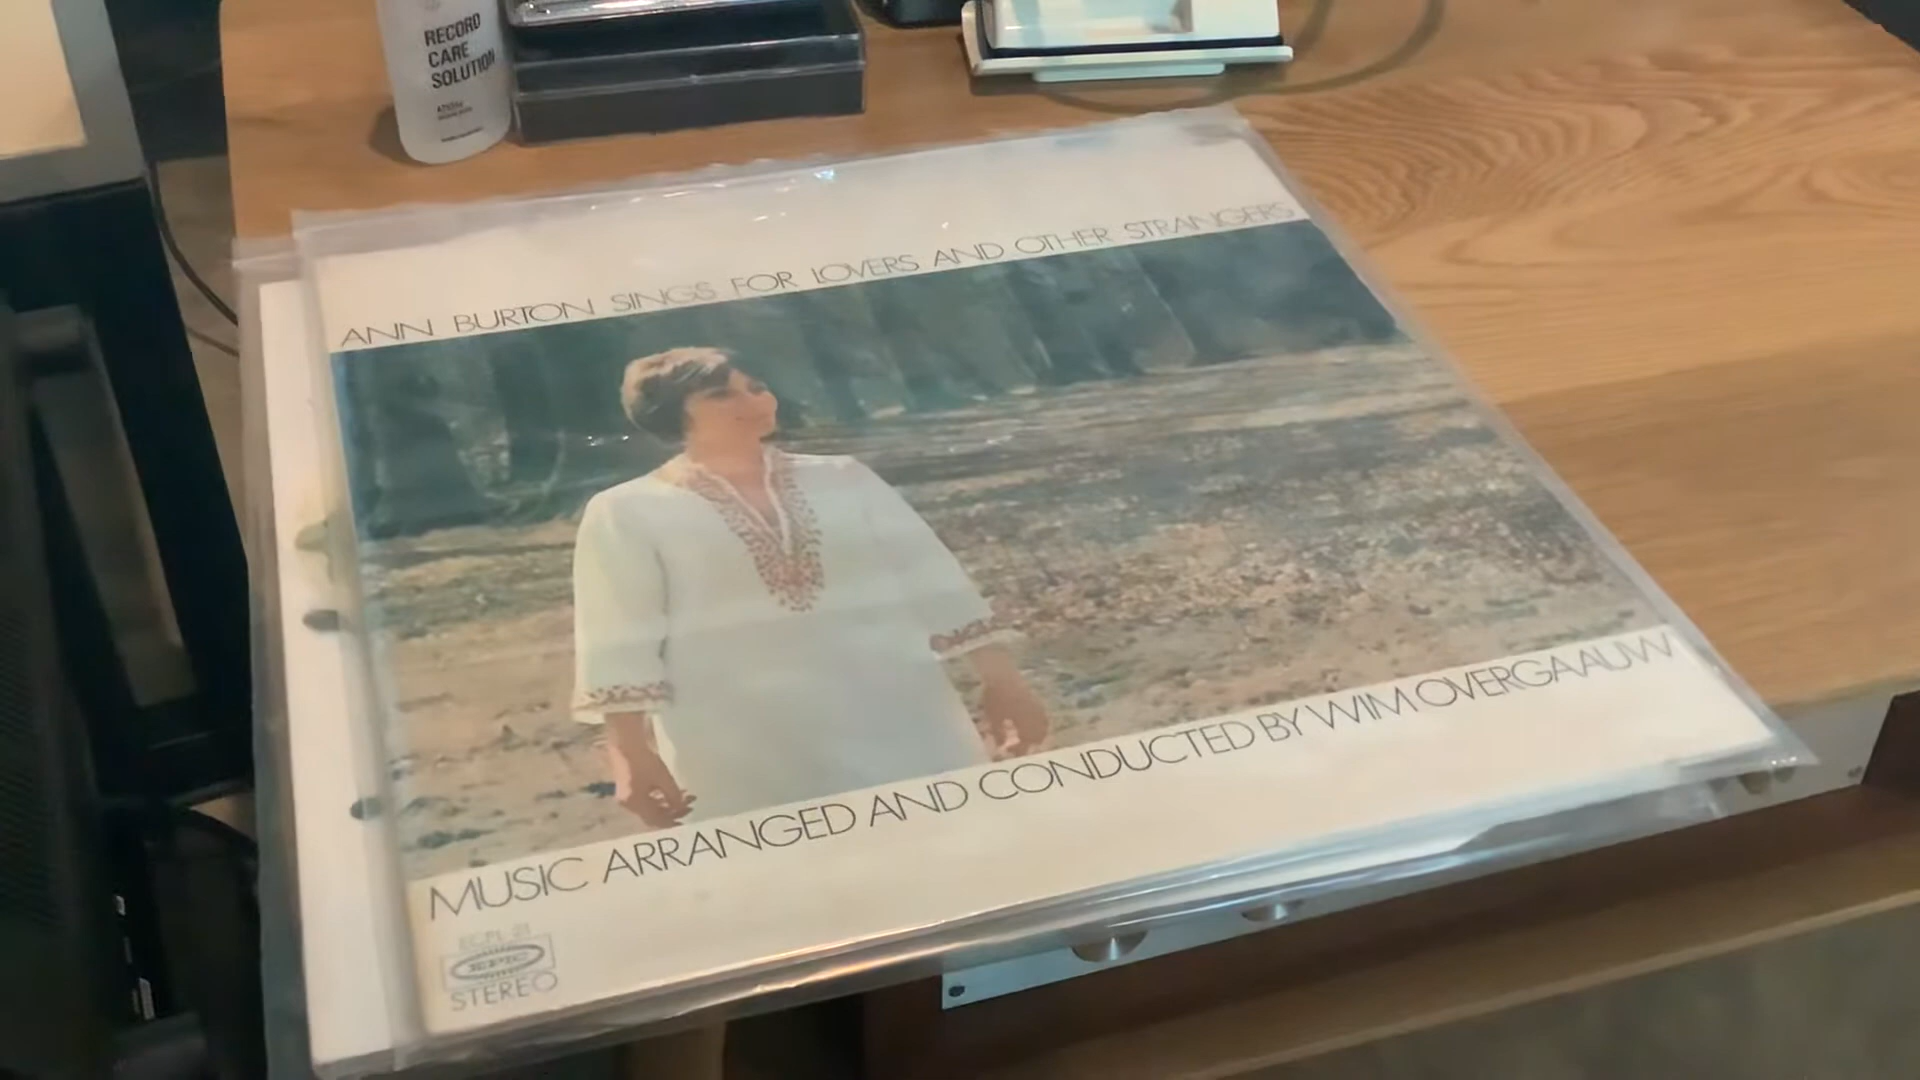 RECORD
CARE
SOLUTION
ANN BURTON SINGS FOR LOVERS AND OTHER STRANGERS
MUSIC ARRANGED AND CONDUCTED BY WIM OVERGAAUW
EPIC
STEREO